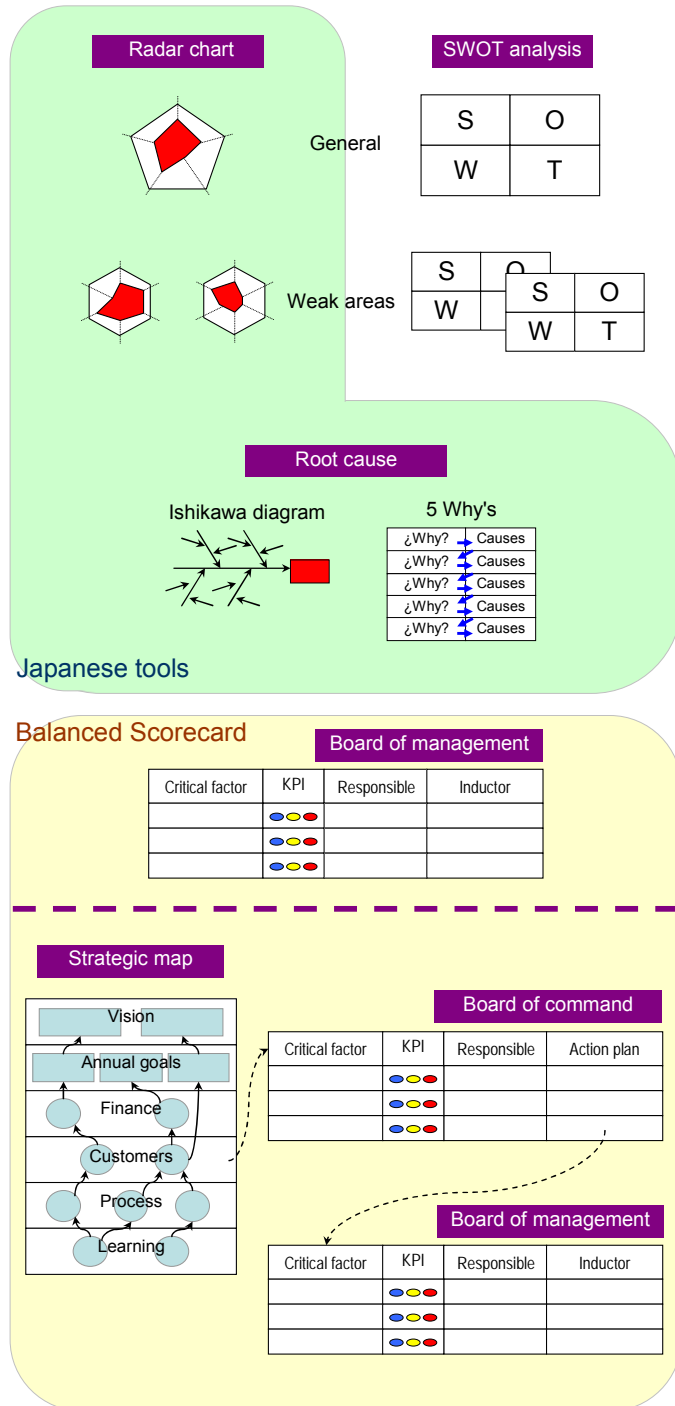 Radar chart
SWOT analysis
General
S O
W T
Weak areas
S O
W
S O
W T
Root cause
Ishikawa diagram
5 Why's
¿Why? Causes
¿Why? Causes
¿Why? Causes
¿Why? Causes
¿Why? Causes
Japanese tools
Balanced Scorecard
Board of management
Critical factor KPI Responsible Inductor
Strategic map
Vision
Annual goals
Finance
Customers
Process
Learning
Board of command
Critical factor KPI Responsible Action plan
Board of management
Critical factor KPI Responsible Inductor